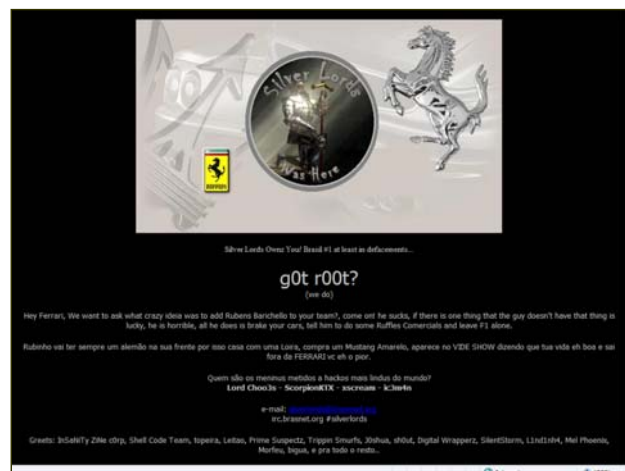 Silver Lords
Was Here
Ferrari
Silver Lords Ownz You! Brasil #1 at least in defacements...
g0t r00t?
(we do)
Hey Ferrari, We want to ask what crazy ideia was to add Rubens Barichello to your team?, come on! he sucks, if there is one thing that the guy doesn't have that thing is
lucky, he is horrible, all he does is brake your cars, tell him to do some Ruffles Comercials and leave F1 alone.
Rubinho vai ter sempre um alemão na sua frente por isso casa com uma Loira, compra um Mustang Amarelo, aparece no VIDE SHOW dizendo que tua vida eh boa e sai
fora da FERRARI vc eh o pior.
Quem são os meninus metidos a hackos mais lindus do mundo?
Lord Choo3s - ScorpionKTX - xscream - ic3m4n
e-mail:
irc.brasnet.org #silverlords
Greets: InSaNiTy ZiNe c0rp, Shell Code Team, topeira, Leitao, Prime Suspectz, Trippin Smurfs, J0shua, sh0ut, Digital Wrapperz, SilentStorm, L1nd1nh4, Mel Phoenix,
Morfeu, bigua, e pra todo o resto..